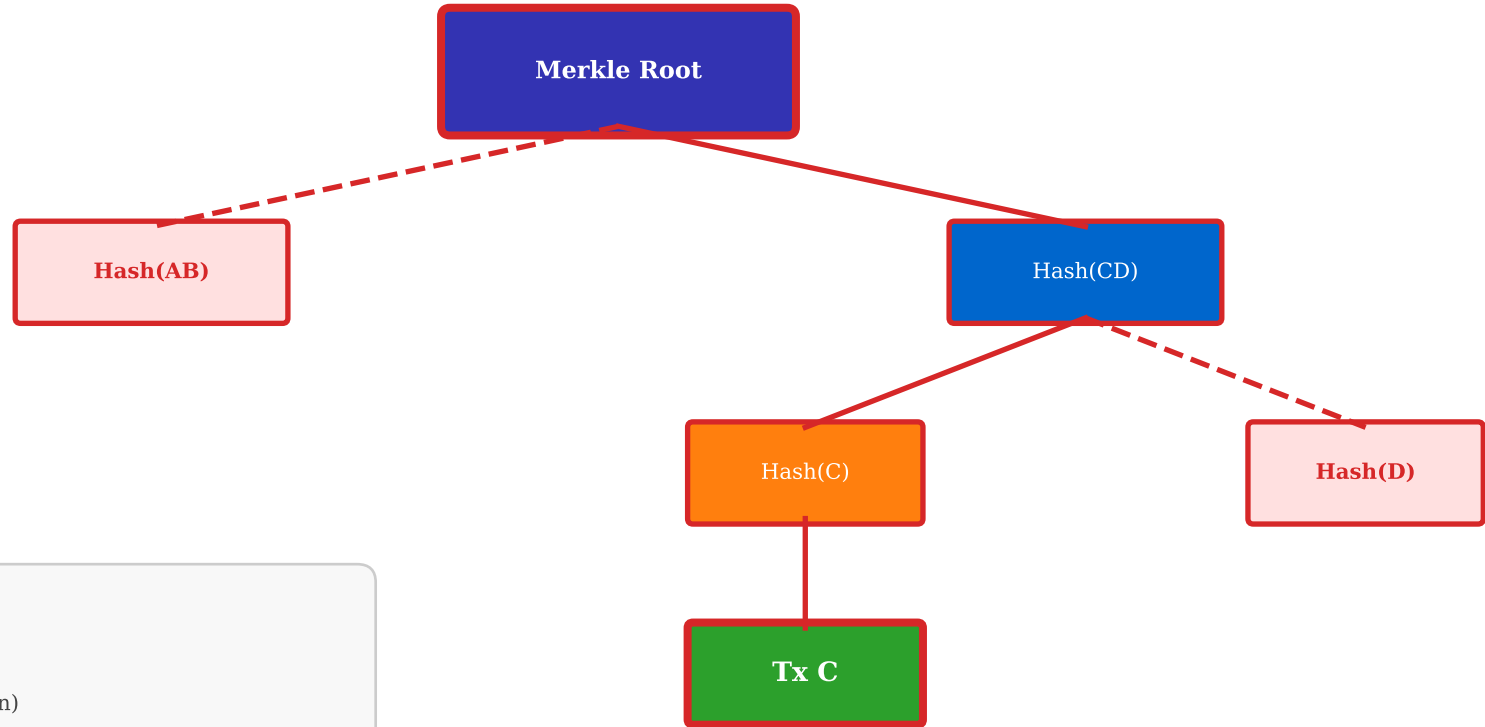 Merkle Root
Hash(AB)
Hash(CD)
Hash(C)
Hash(D)
Tx C
n)